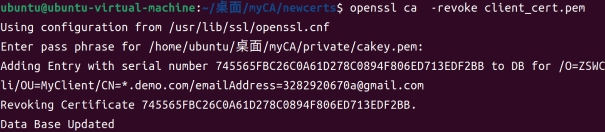 ubuntu@ubuntu-virtual-machine:~/桌面/myCA/newcerts$ openssl ca  -revoke client_cert.pem
Using configuration from /usr/lib/ssl/openssl.cnf
Enter pass phrase for /home/ubuntu/桌面/myCA/private/cakey.pem:
Adding Entry with serial number 745565FBC26C0A61D278C0894F806ED713EDF2BB to DB for /O=ZSWC
li/OU=MyClient/CN=*.demo.com/emailAddress=3282920670a@gmail.com
Revoking Certificate 745565FBC26C0A61D278C0894F806ED713EDF2BB.
Data Base Updated